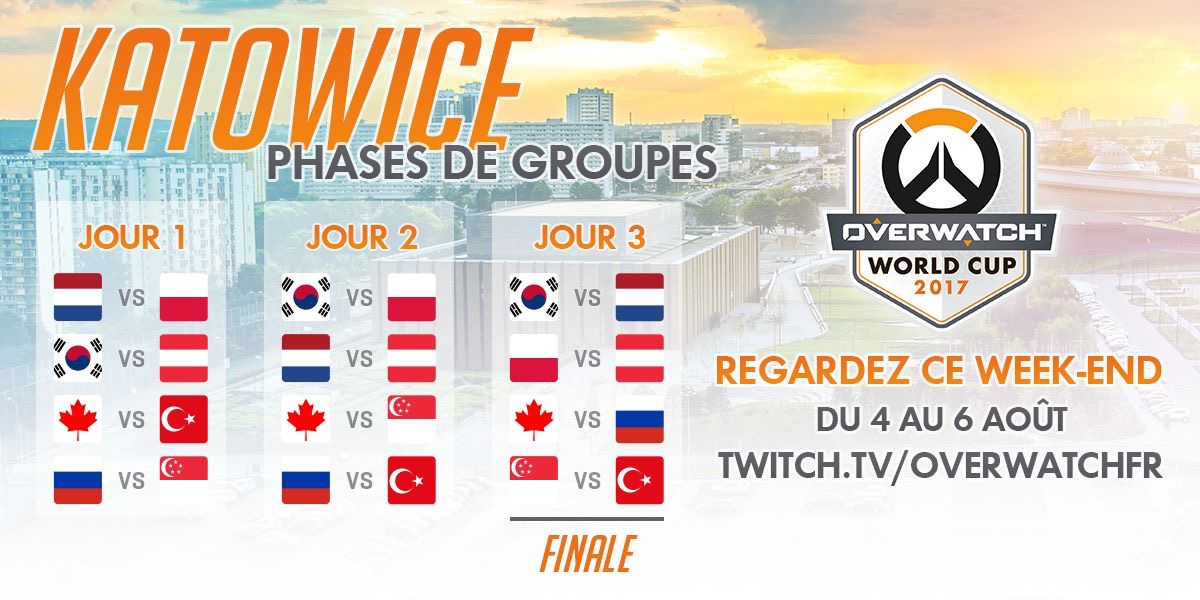 KATOWICE
PHASES DE GROUPES
JOUR 1
VS
VS
VS
VS
JOUR 2
VS
VS
VS
VS
JOUR 3
VS
VS
VS
VS
FINALE
OVERWATCH
WORLD CUP
2017
REGARDEZ CE WEEK-END
DU 4 AU 6 AOÛT
TWITCH.TV/OVERWATCHFR